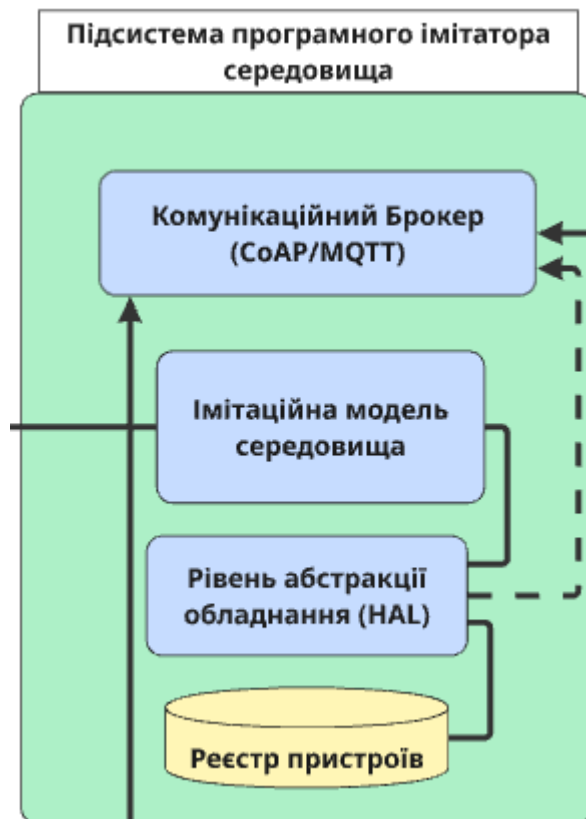 Підсистема програмного імітатора
середовища
Комунікаційний Брокер
(CoAP/MQTT)
Імітаційна модель
середовища
Рівень абстракції
обладнання (HAL)
Реєстр пристроїв